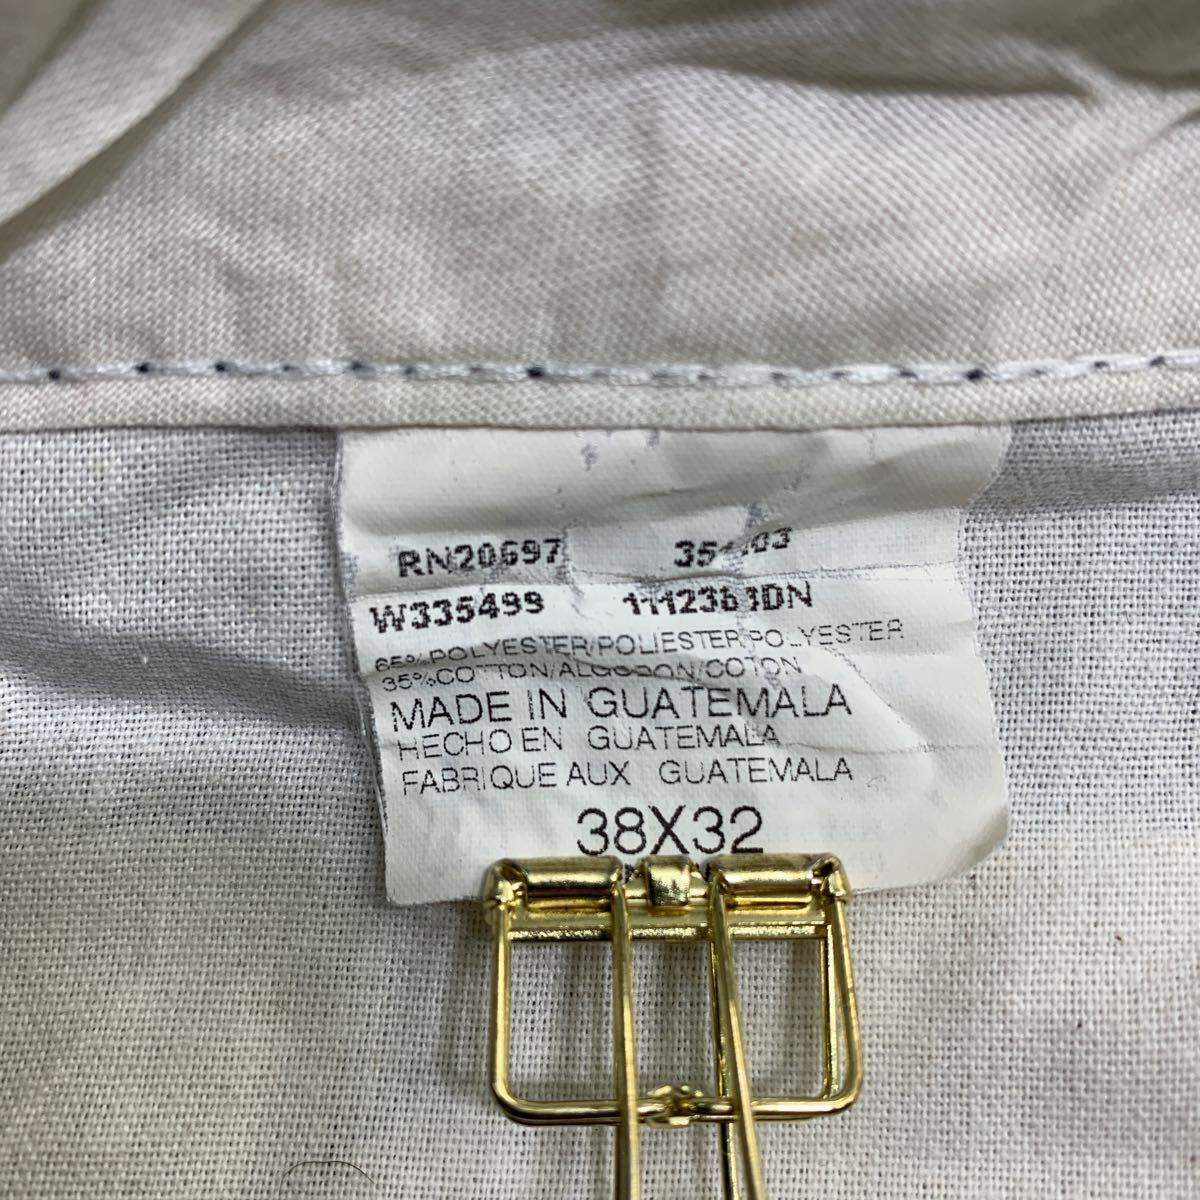 RN20697
W335499
65% POLYESTER/POLIESTER/POLYESTER
35%COTTON/ALGODON/COTON
MADE IN GUATEMALA
HECHO EN GUATEMALA
FABRIQUE AUX GUATEMALA
38X32